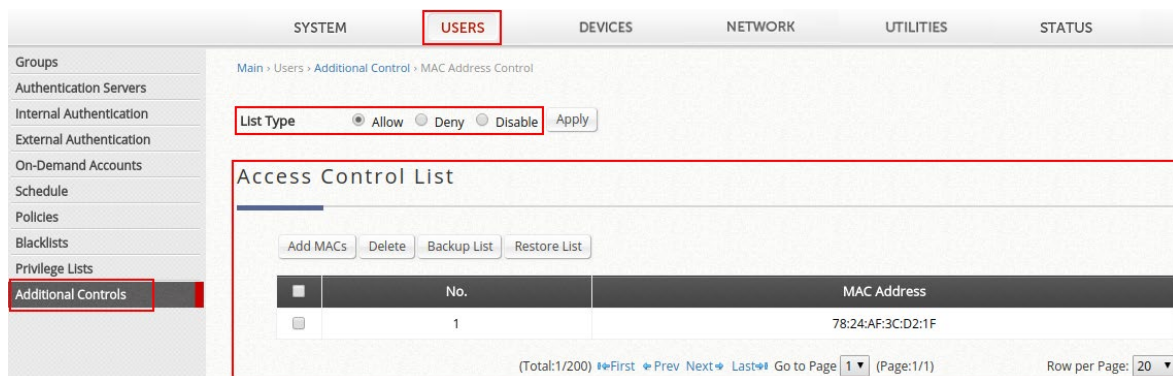 SYSTEM USERS DEVICES NETWORK UTILITIES STATUS
Groups
Authentication Servers
Internal Authentication
External Authentication
On-Demand Accounts
Schedule
Policies
Blacklists
Privilege Lists
Additional Controls
Main › Users › Additional Control › MAC Address Control
List Type Allow Deny Disable Apply
Access Control List
Add MACs Delete Backup List Restore List
No. MAC Address
1 78:24:AF:3C:D2:1F
(Total:1/200) First Prev Next Last Go to Page 1 (Page:1/1) Row per Page: 20